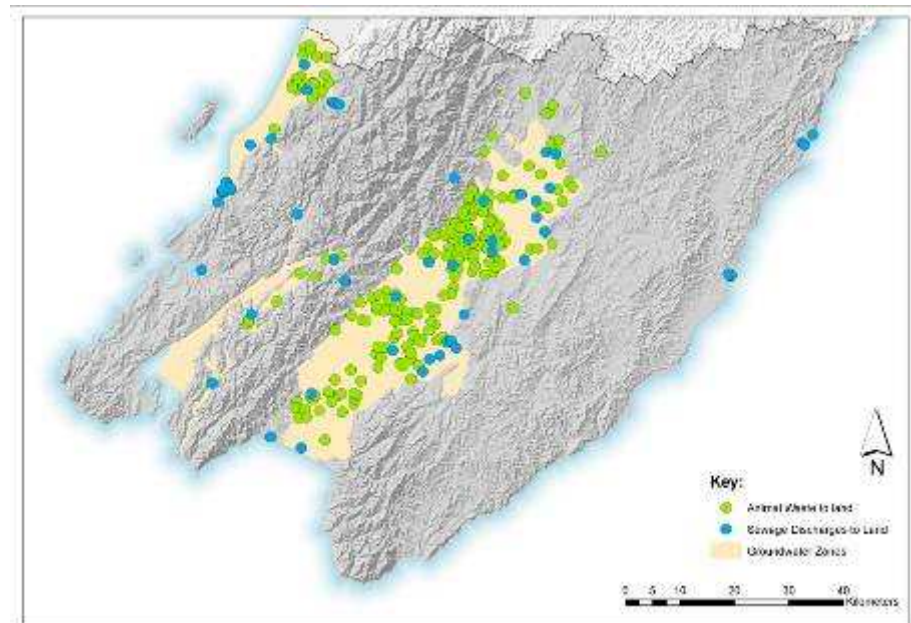 N
Key:
Animal Waste to land
Sewage Discharges to Land
Groundwater Zones
0 5 10 20 30 40
Kilometers